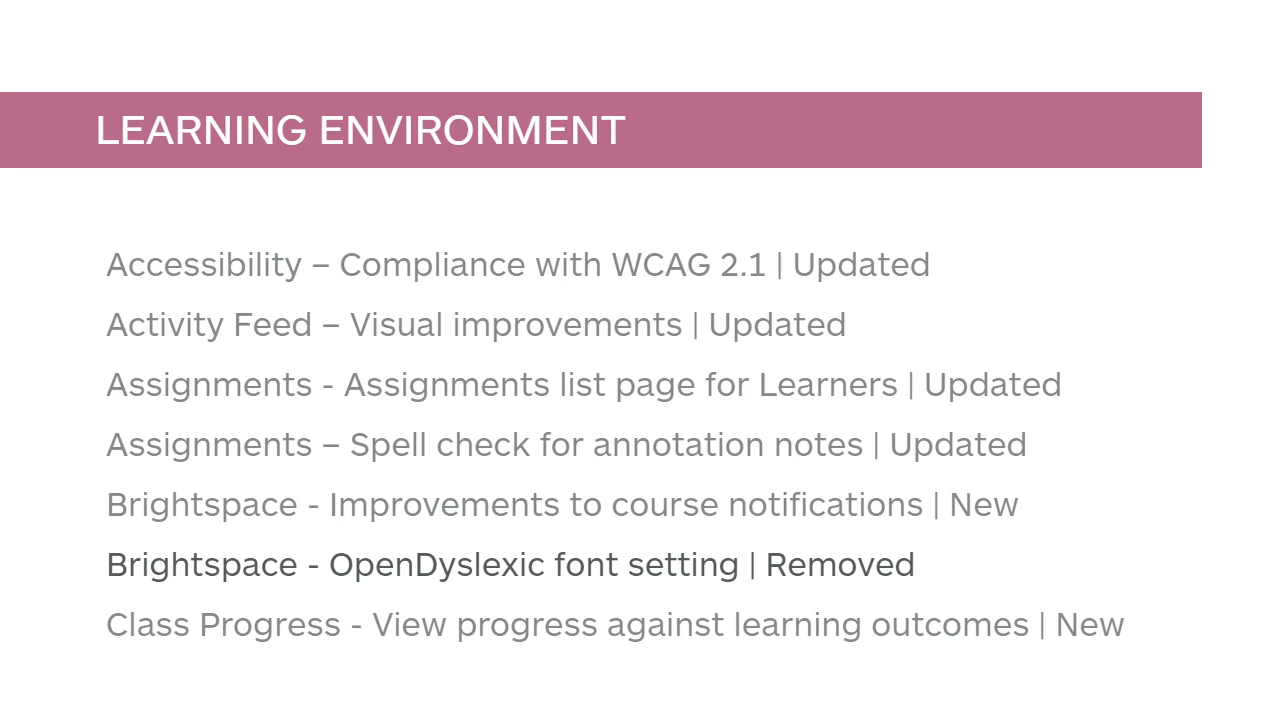 LEARNING ENVIRONMENT
Accessibility – Compliance with WCAG 2.1 | Updated
Activity Feed – Visual improvements | Updated
Assignments - Assignments list page for Learners | Updated
Assignments – Spell check for annotation notes | Updated
Brightspace - Improvements to course notifications | New
Brightspace - OpenDyslexic font setting | Removed
Class Progress - View progress against learning outcomes | New